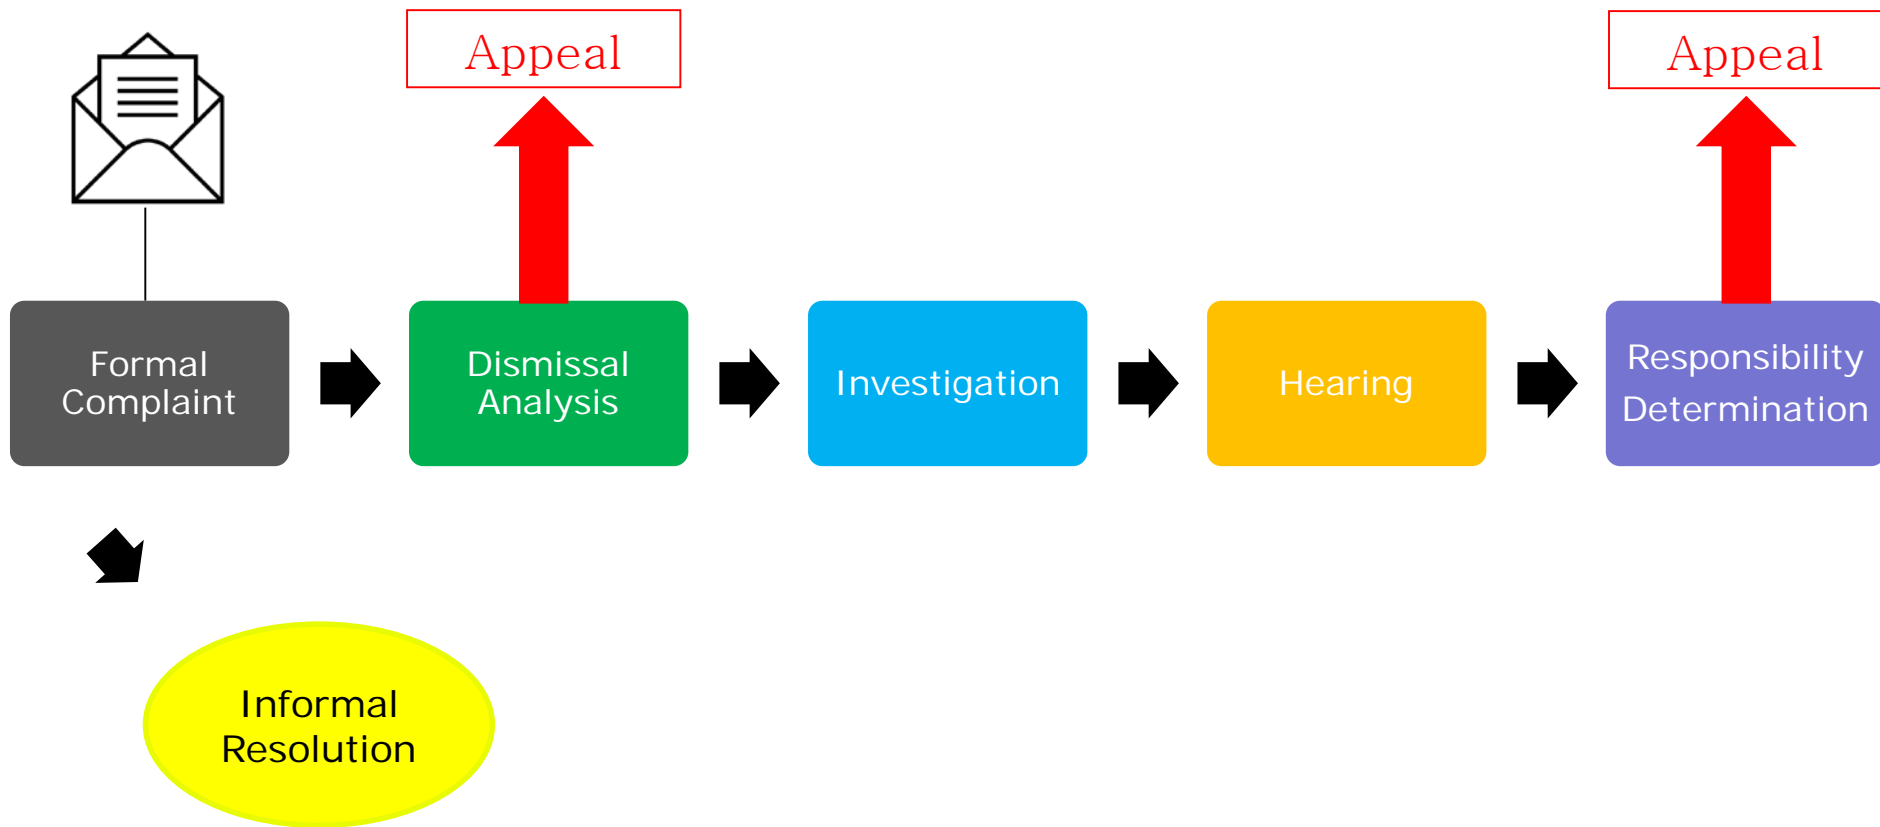 Appeal
Appeal
Formal
Complaint
Dismissal
Analysis
Investigation
Hearing
Responsibility
Determination
Informal
Resolution